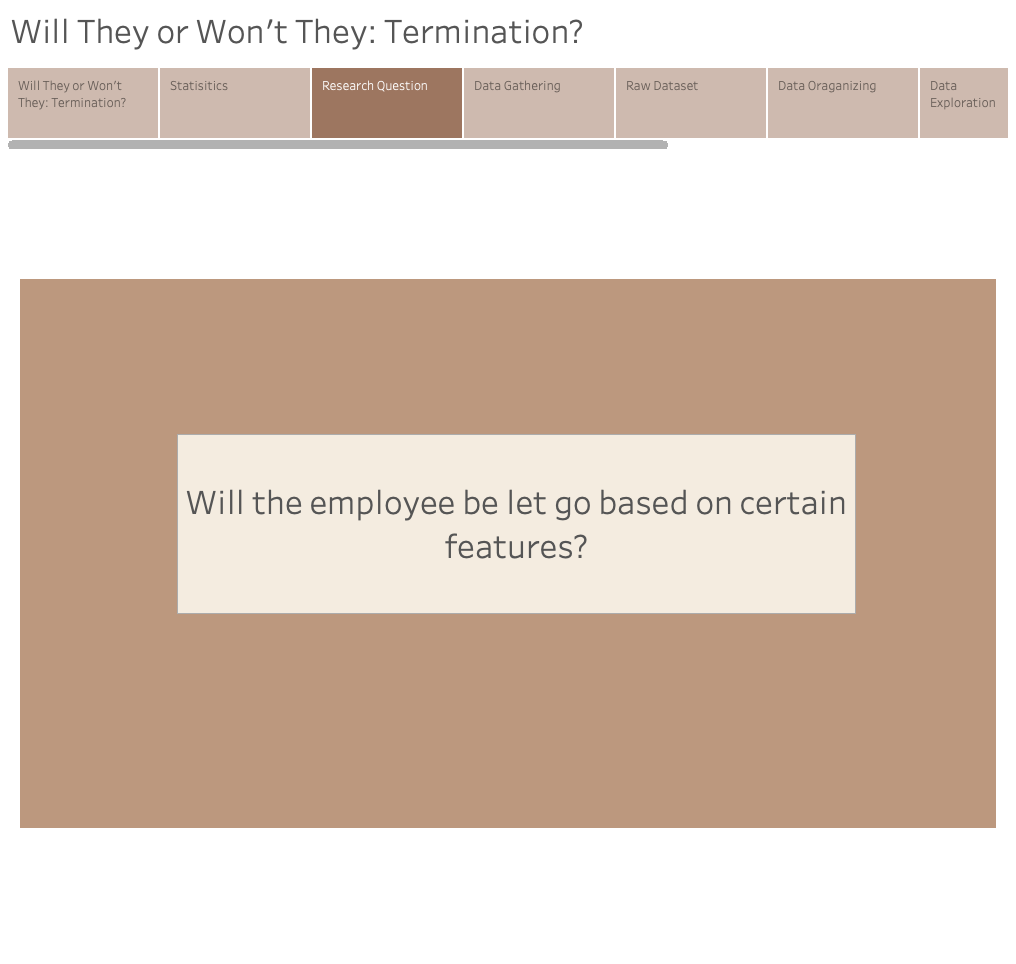 Will They or Won't They: Termination?
Will They or Won't
They: Termination?
Statisitics
Research Question
Data Gathering
Raw Dataset
Data Oraganizing
Data
Exploration
Will the employee be let go based on certain
features?